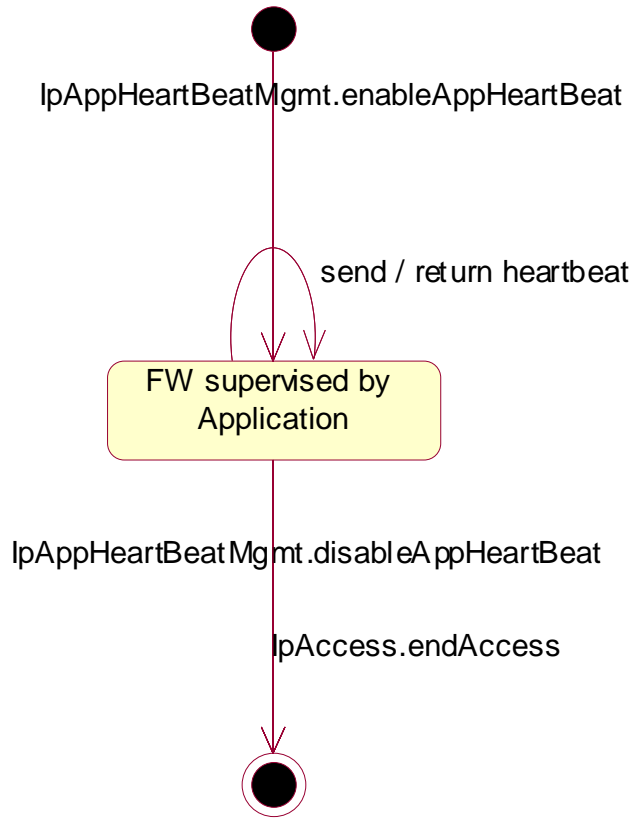 IpAppHeartBeatMgmt.enableAppHeartBeat
send / return heartbeat
FW supervised by
Application
IpAppHeartBeatMgmt.disableAppHeartBeat
IpAccess.endAccess